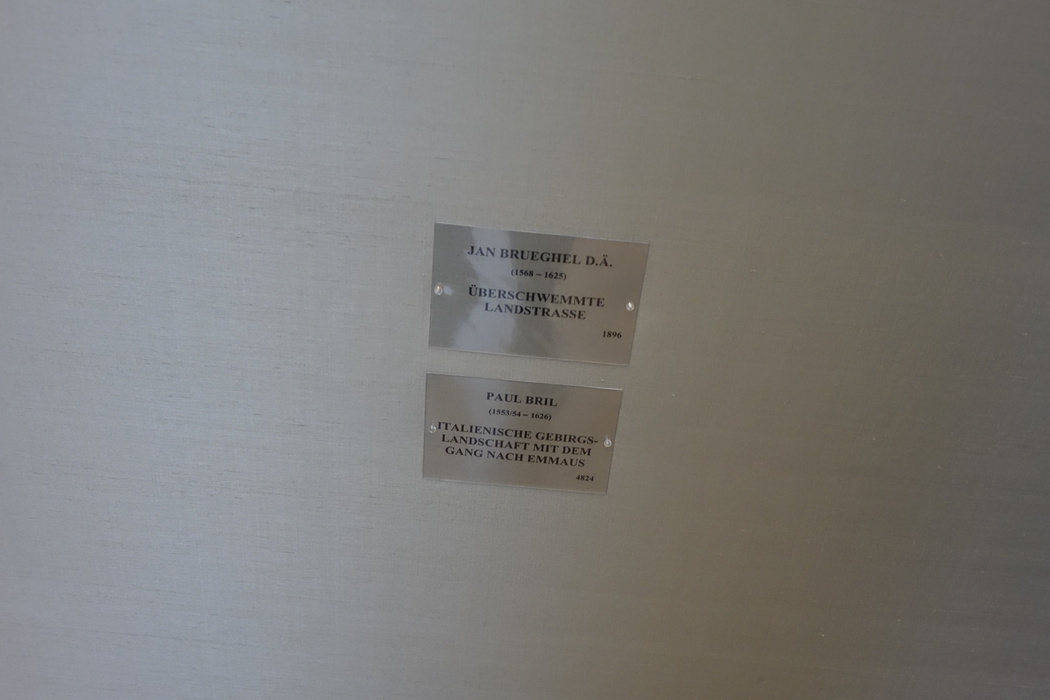 JAN BRUEGHEL D.Ä.
(1568 – 1625)
ÜBERSCHWEMMTE
LANDSTRASSE
1896
PAUL BRIL
(1553/54 – 1626)
ITALIENISCHE GEBIRGS-
LANDSCHAFT MIT DEM
GANG NACH EMMAUS
4824